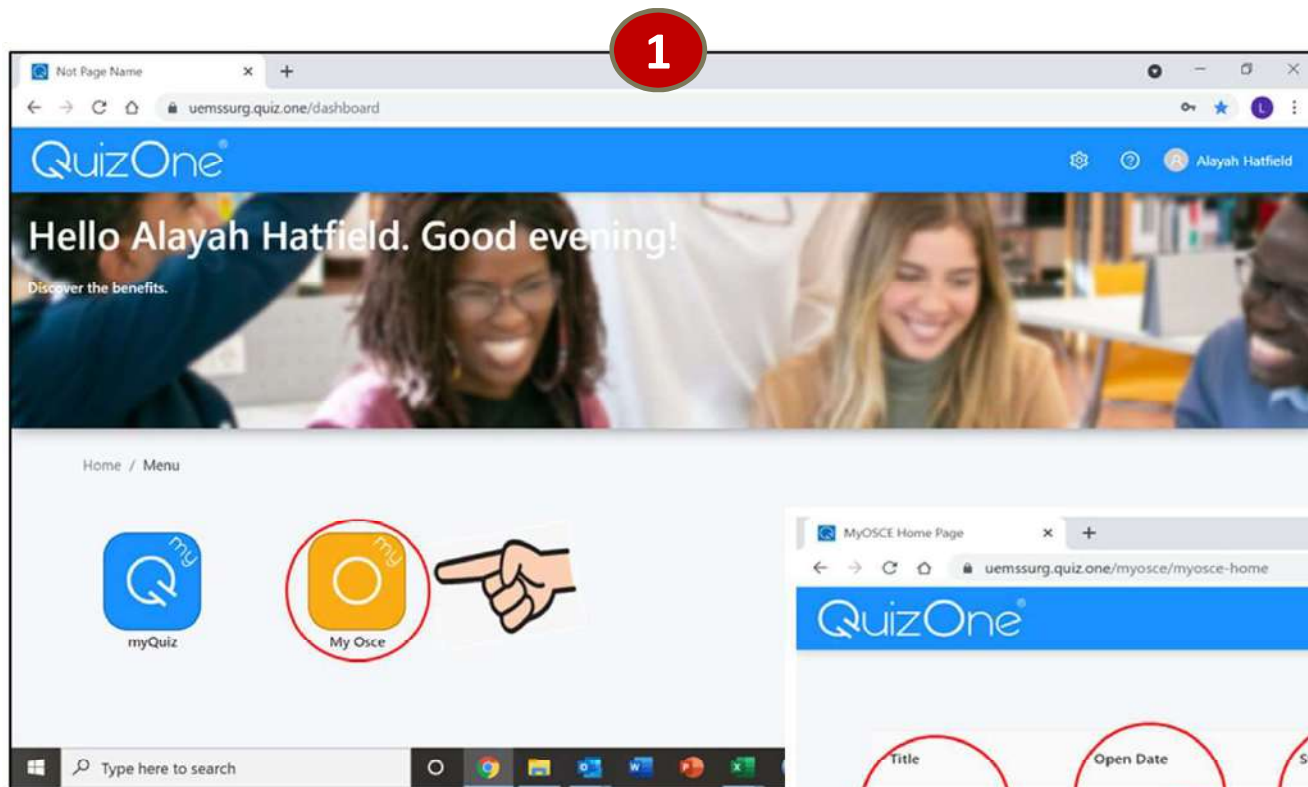 1
Not Page Name
uemssurg.quiz.one/dashboard
L
QuizOne®
Alayah Hatfield
Hello Alayah Hatfield. Good evening!
Discover the benefits.
Home / Menu
my
Q
myQuiz
my
O
My Osce
Type here to search
MyOSCE Home Page
uemssurg.quiz.one/myosce/myosce-home
QuizOne®
Title
Open Date